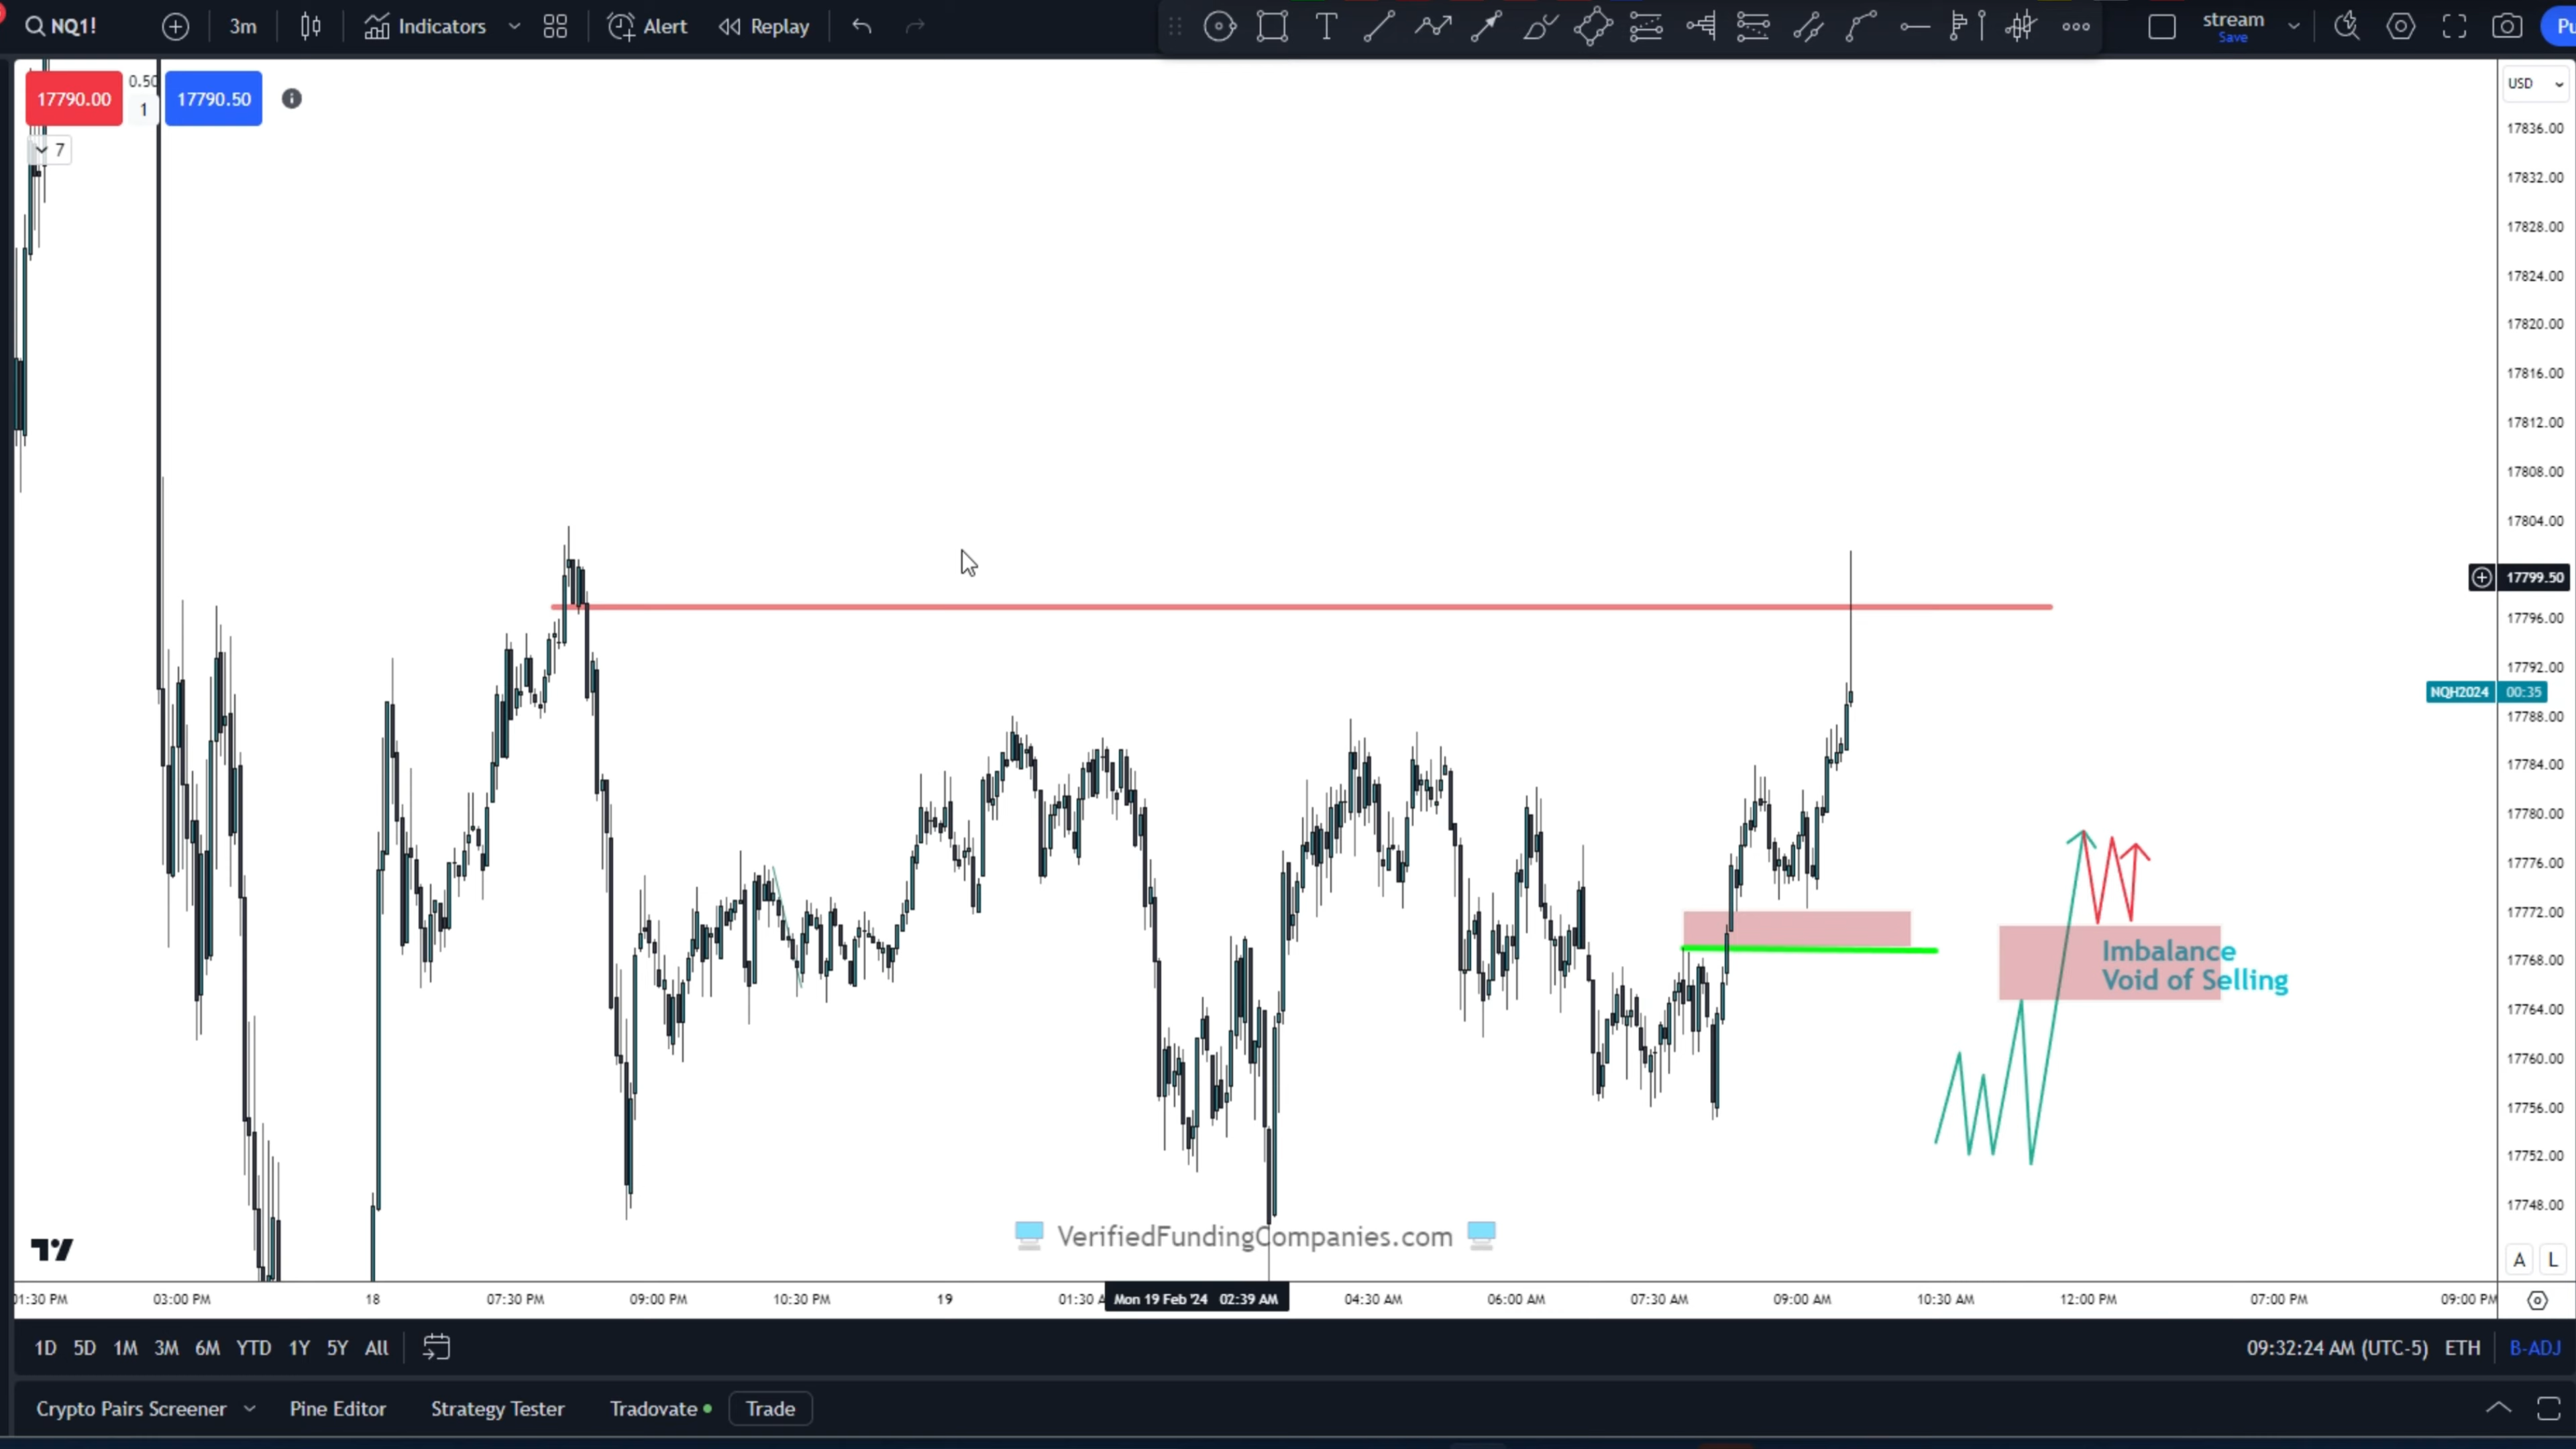 NQ1!
3m
Indicators
Alert
Replay
stream
Save
Pu
17790.00
0.50
1
17790.50
7
USD
17836.00
17832.00
17828.00
17824.00
17820.00
17816.00
17812.00
17808.00
17804.00
17799.50
17796.00
17792.00
NQH2024 00:35
17788.00
17784.00
17780.00
17776.00
17772.00
17768.00
17764.00
17760.00
17756.00
17752.00
17748.00
Imbalance
Void of Selling
VerifiedFundingCompanies.com
A L
01:30 PM
03:00 PM
18
07:30 PM
09:00 PM
10:30 PM
19
01:30 A
Mon 19 Feb '24 02:39 AM
04:30 AM
06:00 AM
07:30 AM
09:00 AM
10:30 AM
12:00 PM
07:00 PM
09:00 PM
1D 5D 1M 3M 6M YTD 1Y 5Y All
09:32:24 AM (UTC-5) ETH B-ADJ
Crypto Pairs Screener
Pine Editor
Strategy Tester
Tradovate
Trade